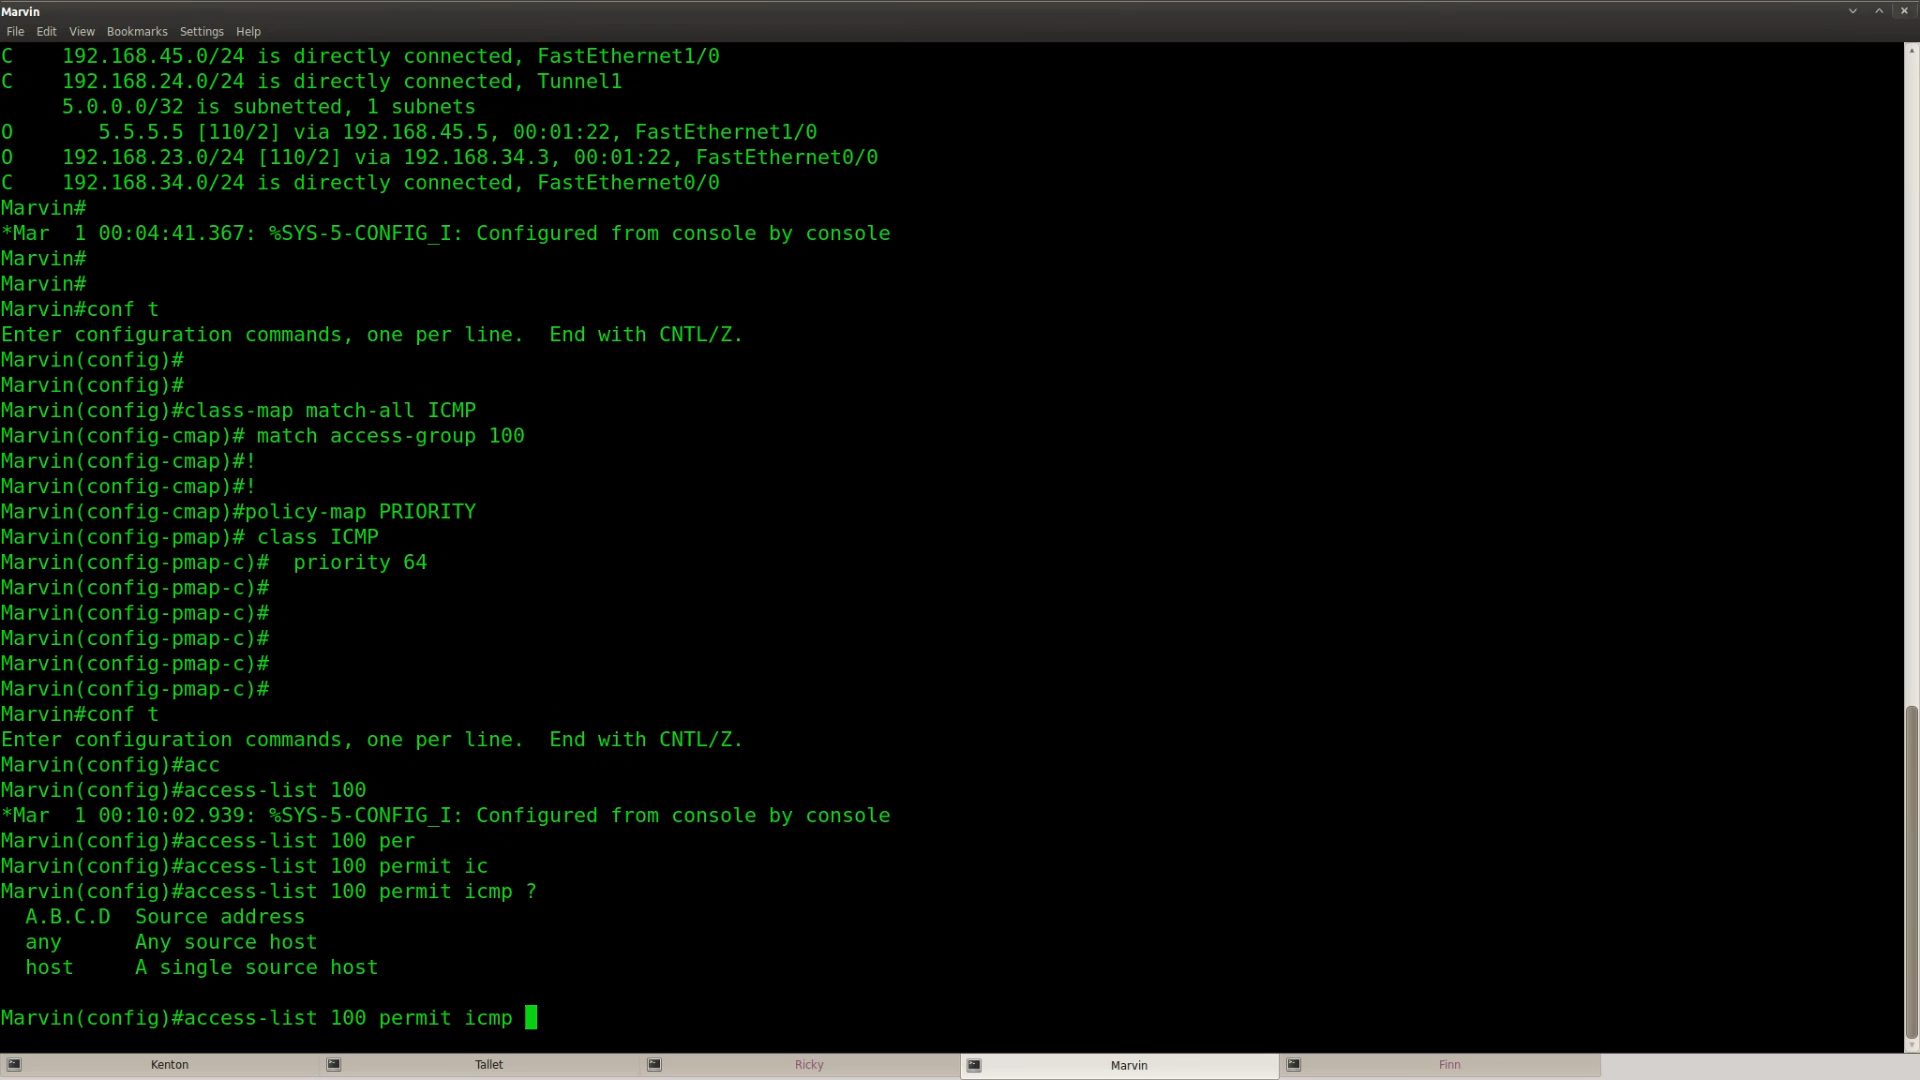 Marvin
File Edit View Bookmarks Settings Help
C    192.168.45.0/24 is directly connected, FastEthernet1/0
C    192.168.24.0/24 is directly connected, Tunnel1
     5.0.0.0/32 is subnetted, 1 subnets
O       5.5.5.5 [110/2] via 192.168.45.5, 00:01:22, FastEthernet1/0
O    192.168.23.0/24 [110/2] via 192.168.34.3, 00:01:22, FastEthernet0/0
C    192.168.34.0/24 is directly connected, FastEthernet0/0
Marvin#
*Mar  1 00:04:41.367: %SYS-5-CONFIG_I: Configured from console by console
Marvin#
Marvin#
Marvin#conf t
Enter configuration commands, one per line.  End with CNTL/Z.
Marvin(config)#
Marvin(config)#
Marvin(config)#class-map match-all ICMP
Marvin(config-cmap)# match access-group 100
Marvin(config-cmap)#!
Marvin(config-cmap)#!
Marvin(config-cmap)#policy-map PRIORITY
Marvin(config-pmap)# class ICMP
Marvin(config-pmap-c)#  priority 64
Marvin(config-pmap-c)#
Marvin(config-pmap-c)#
Marvin(config-pmap-c)#
Marvin(config-pmap-c)#
Marvin(config-pmap-c)#
Marvin#conf t
Enter configuration commands, one per line.  End with CNTL/Z.
Marvin(config)#acc
Marvin(config)#access-list 100
*Mar  1 00:10:02.939: %SYS-5-CONFIG_I: Configured from console by console
Marvin(config)#access-list 100 per
Marvin(config)#access-list 100 permit ic
Marvin(config)#access-list 100 permit icmp ?
  A.B.C.D  Source address
  any      Any source host
  host     A single source host
Marvin(config)#access-list 100 permit icmp
Kenton Tallet Ricky Marvin Finn